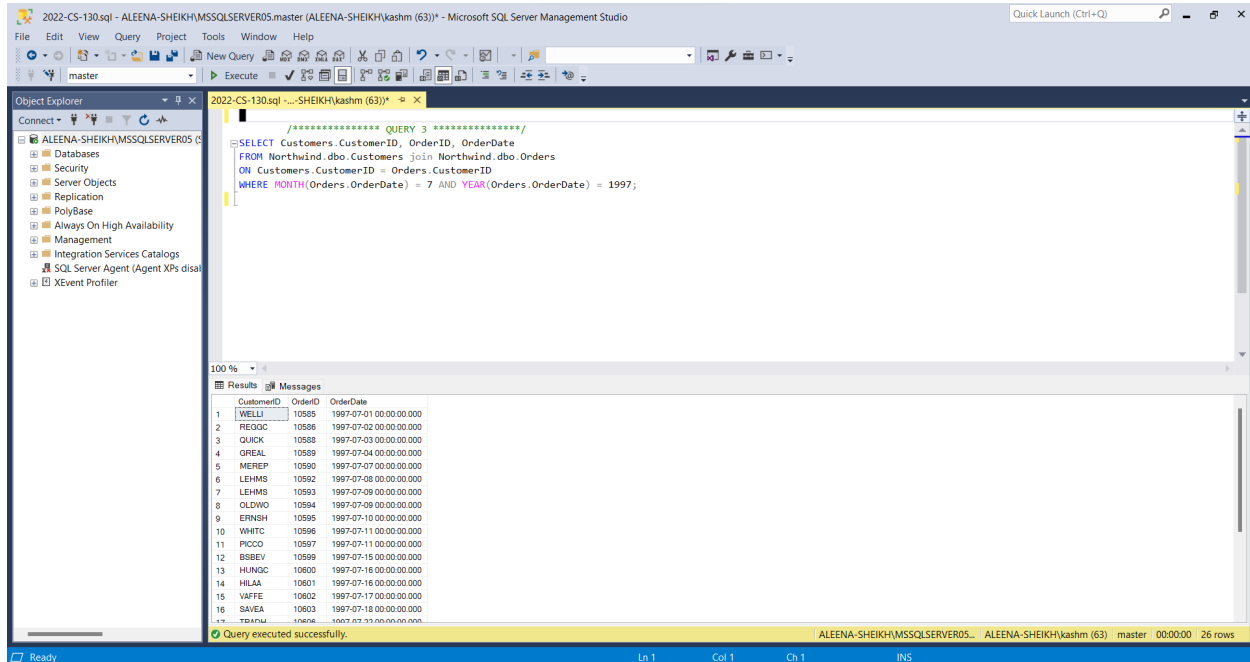 2022-CS-130.sql - ALEENA-SHEIKH\MSSQLSERVER05.master (ALEENA-SHEIKH\kashm (63))* - Microsoft SQL Server Management Studio
Quick Launch (Ctrl+Q)
File Edit View Query Project Tools Window Help
New Query
master
Execute
Object Explorer
2022-CS-130.sql -...-SHEIKH\kashm (63))*
Connect
ALEENA-SHEIKH\MSSQLSERVER05 (S
Databases
Security
Server Objects
Replication
PolyBase
Always On High Availability
Management
Integration Services Catalogs
SQL Server Agent (Agent XPs disal
XEvent Profiler
/*************** QUERY 3 ***************/
SELECT Customers.CustomerID, OrderID, OrderDate
FROM Northwind.dbo.Customers join Northwind.dbo.Orders
ON Customers.CustomerID = Orders.CustomerID
WHERE MONTH(Orders.OrderDate) = 7 AND YEAR(Orders.OrderDate) = 1997;
100 %
Results Messages
CustomerID OrderID OrderDate
1 WELLI 10585 1997-07-01 00:00:00.000
2 REGGC 10586 1997-07-02 00:00:00.000
3 QUICK 10588 1997-07-03 00:00:00.000
4 GREAL 10589 1997-07-04 00:00:00.000
5 MEREP 10590 1997-07-07 00:00:00.000
6 LEHMS 10592 1997-07-08 00:00:00.000
7 LEHMS 10593 1997-07-09 00:00:00.000
8 OLDWO 10594 1997-07-09 00:00:00.000
9 ERNSH 10595 1997-07-10 00:00:00.000
10 WHITC 10596 1997-07-11 00:00:00.000
11 PICCO 10597 1997-07-11 00:00:00.000
12 BSBEV 10599 1997-07-15 00:00:00.000
13 HUNGC 10600 1997-07-16 00:00:00.000
14 HILAA 10601 1997-07-16 00:00:00.000
15 VAFFE 10602 1997-07-17 00:00:00.000
16 SAVEA 10603 1997-07-18 00:00:00.000
17 TRADH 10606 1997-07-22 00:00:00.000
Query executed successfully.
ALEENA-SHEIKH\MSSQLSERVER05... ALEENA-SHEIKH\kashm (63) master 00:00:00 26 rows
Ready Ln 1 Col 1 Ch 1 INS